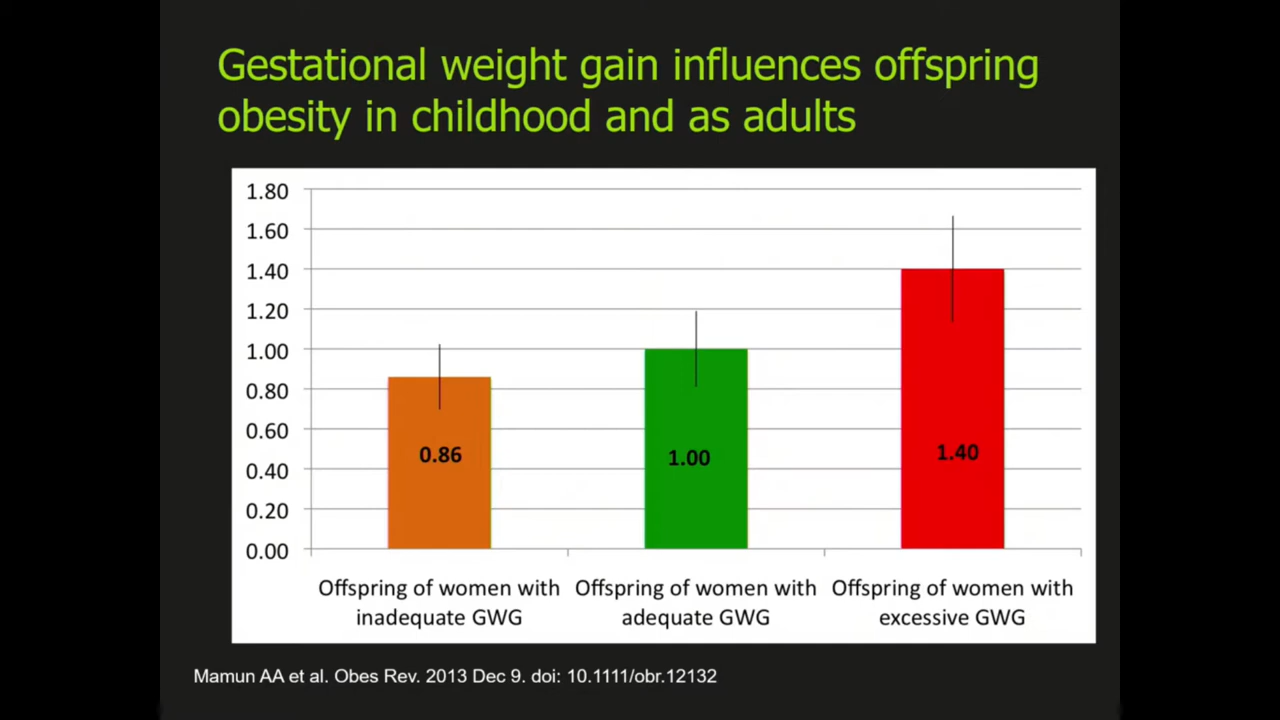 Gestational weight gain influences offspring
obesity in childhood and as adults
1.80
1.60
1.40
1.20
1.00
0.80
0.60
0.40
0.20
0.00
0.86
1.00
1.40
Offspring of women with
inadequate GWG
Offspring of women with
adequate GWG
Offspring of women with
excessive GWG
Mamun AA et al. Obes Rev. 2013 Dec 9. doi: 10.1111/obr.12132